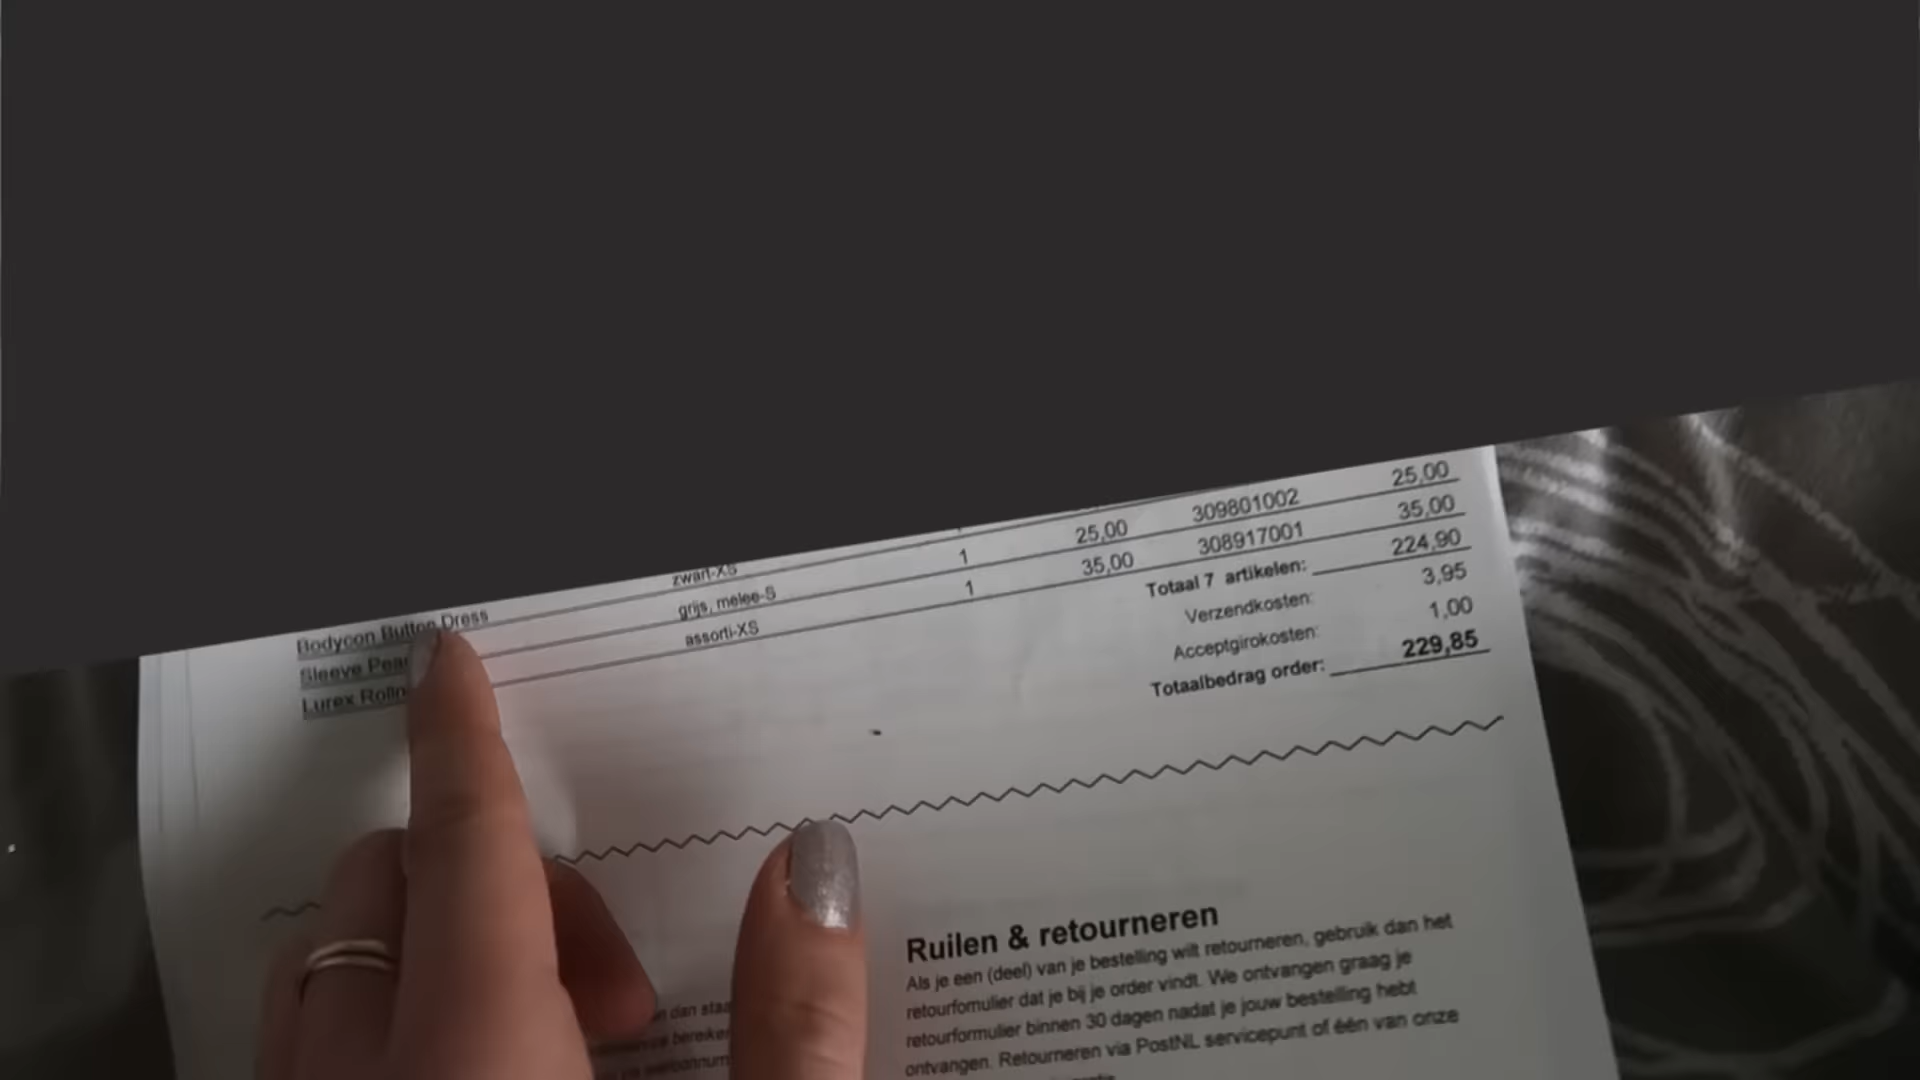 25,00
Bodycon Button Dress zwart-XS 1 25,00 309801002 35,00
Sleeve grijs, melee-S 1 35,00 308917001 224,90
Lurex assorti-XS Totaal 7 artikelen:
Verzendkosten: 3,95
Acceptgirokosten: 1,00
Totaalbedrag order: 229,85
Ruilen & retourneren
Als je een (deel) van je bestelling wilt retourneren, gebruik dan het
retourfomulier dat je bij je order vindt. We ontvangen graag je
retourformulier binnen 30 dagen nadat je jouw bestelling hebt
ontvangen. Retourneren via PostNL servicepunt of één van onze
dan